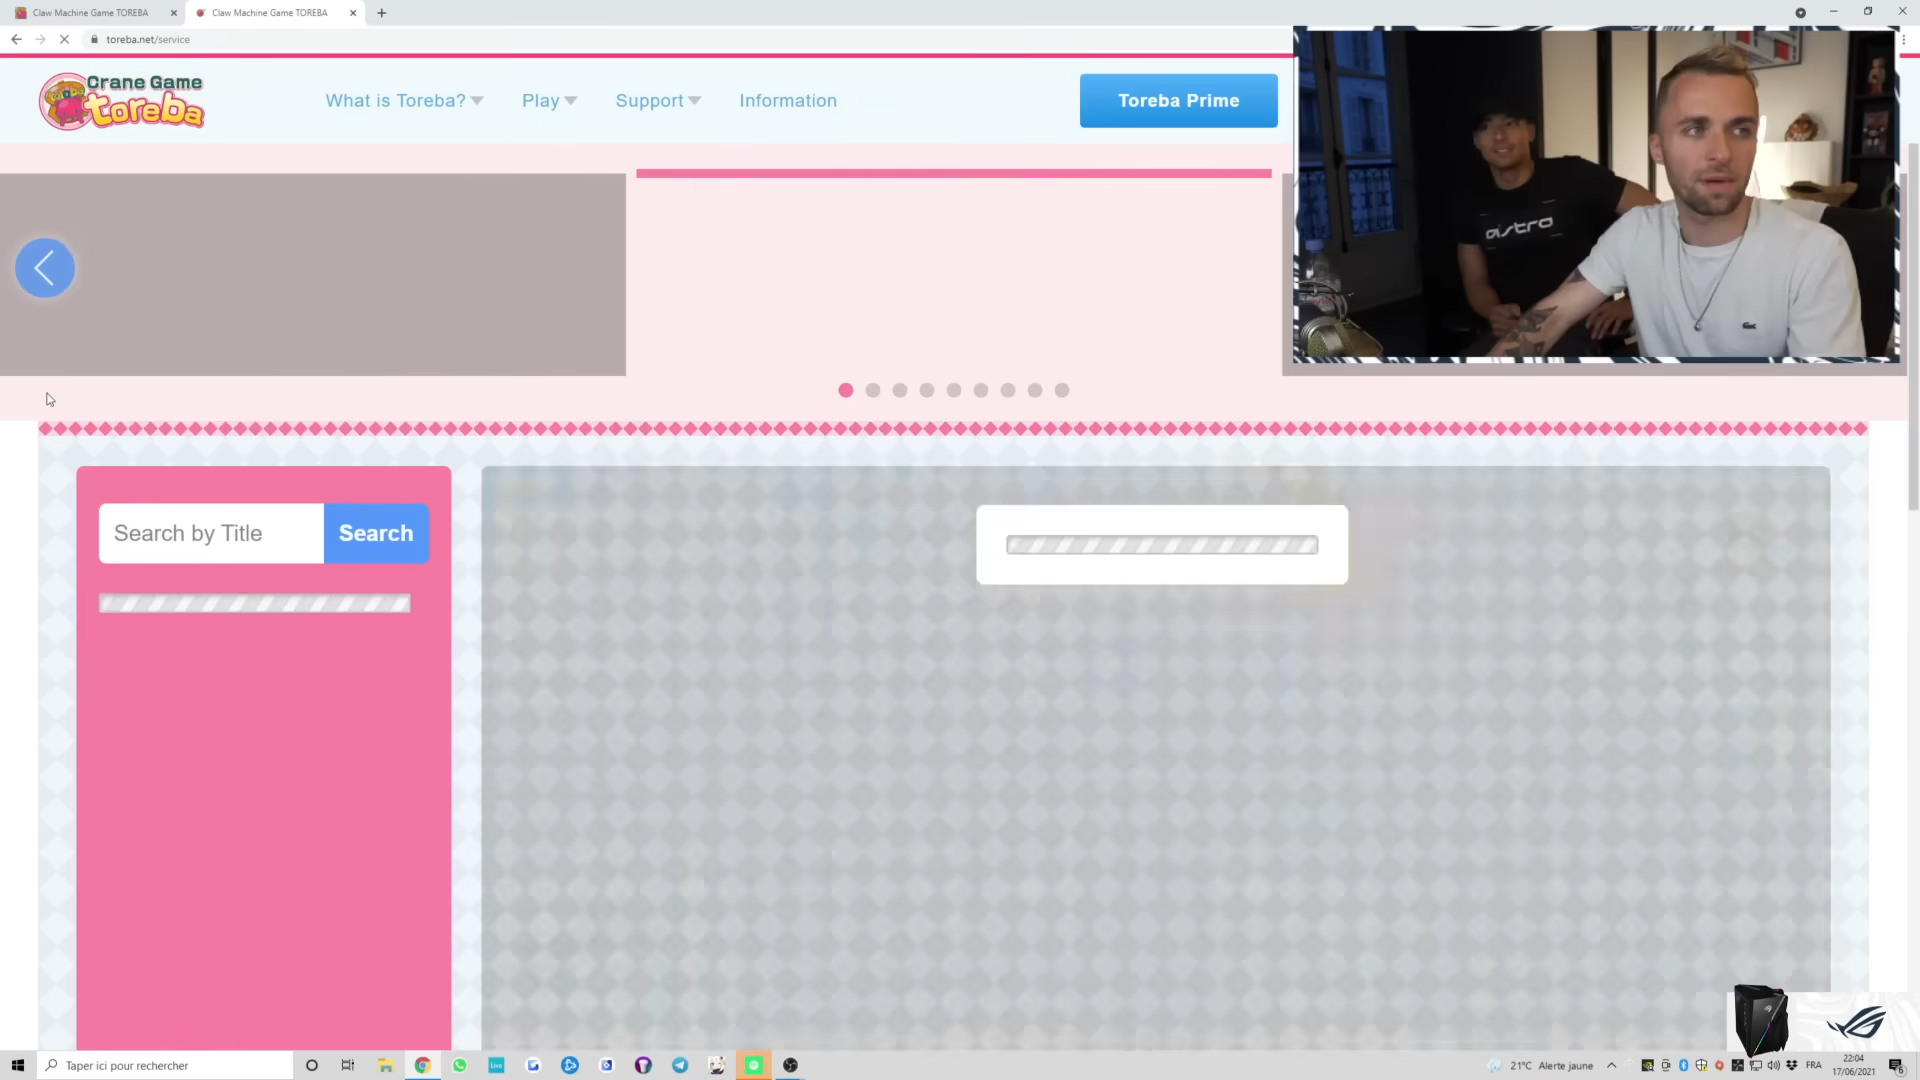 Claw Machine Game TOREBA
Claw Machine Game TOREBA
toreba.net/service
Crane Game
toreba
What is Toreba?
Play
Support
Information
Toreba Prime
astro
Search by Title
Search
Taper ici pour rechercher
Live
21°C Alerte jaune
FRA
22:04
17/06/2021